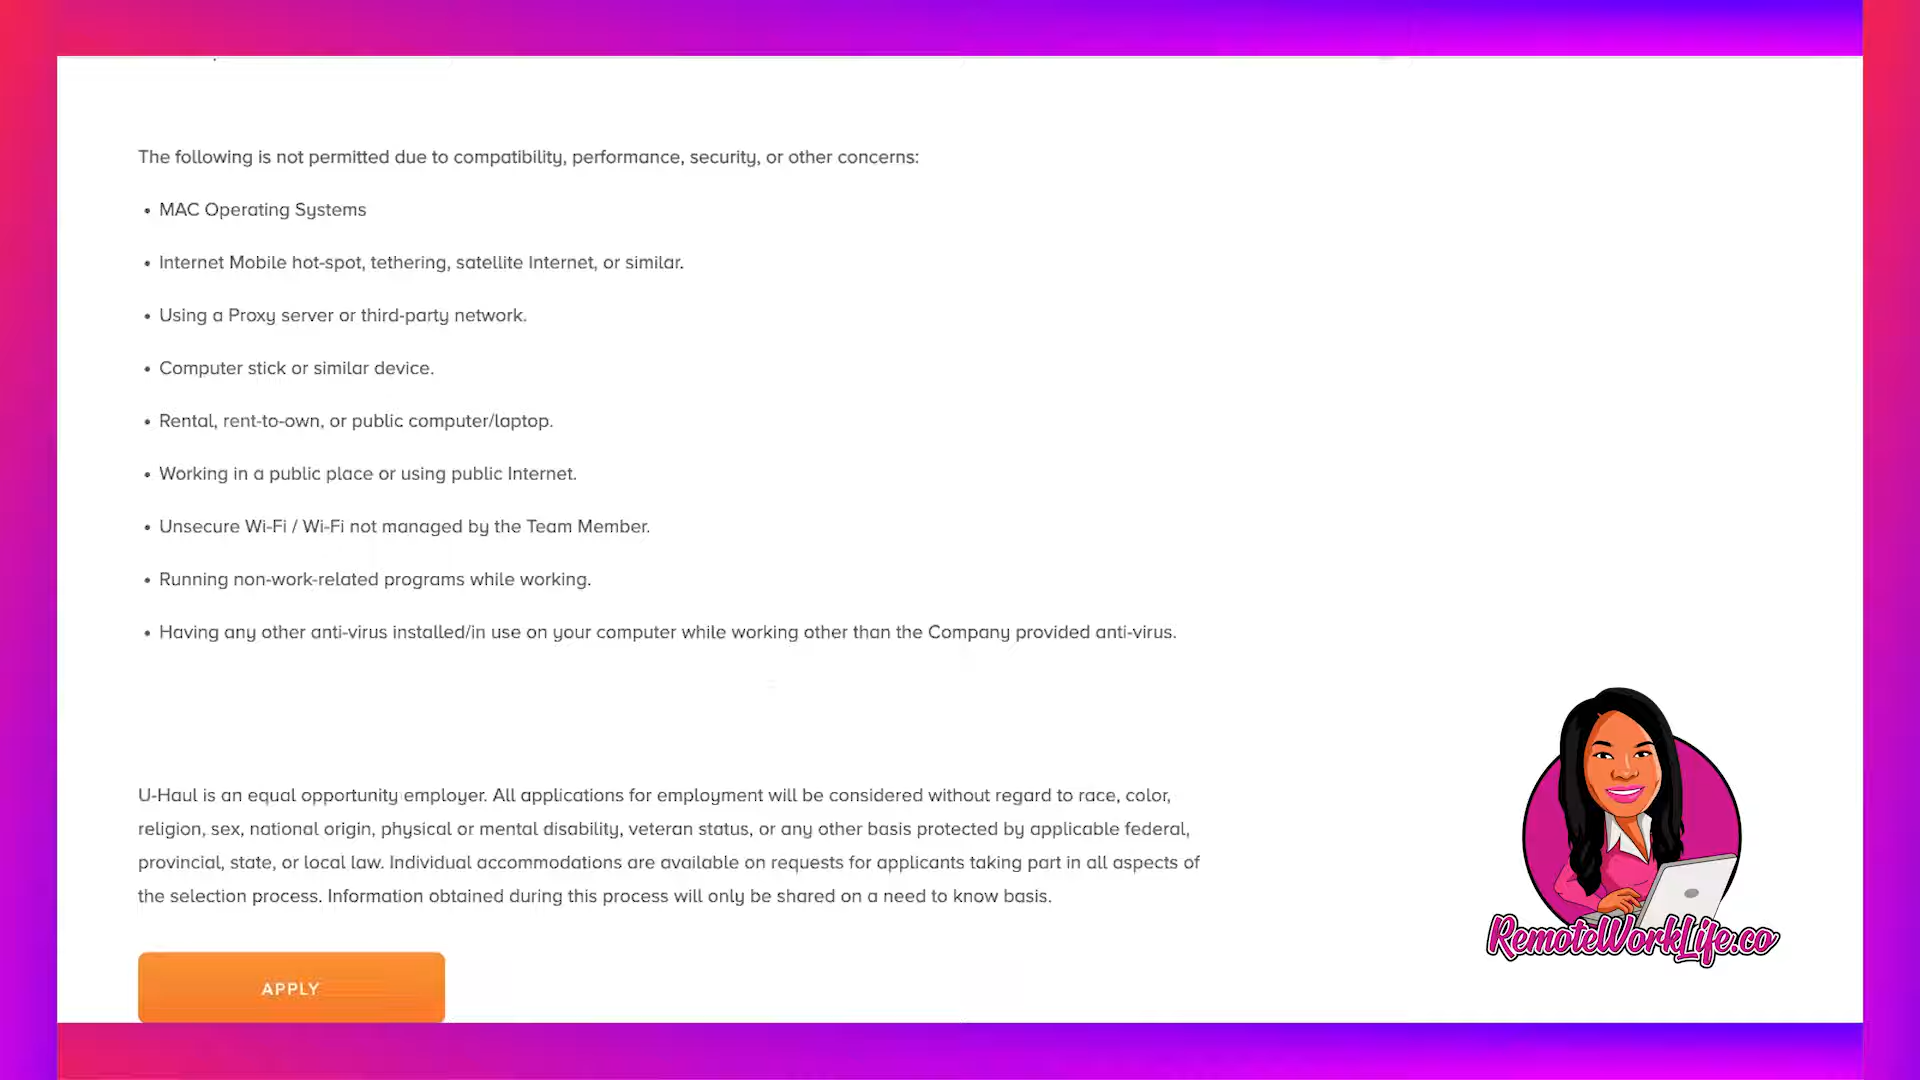 The following is not permitted due to compatibility, performance, security, or other concerns:
• MAC Operating Systems
• Internet Mobile hot-spot, tethering, satellite Internet, or similar.
• Using a Proxy server or third-party network.
• Computer stick or similar device.
• Rental, rent-to-own, or public computer/laptop.
• Working in a public place or using public Internet.
• Unsecure Wi-Fi / Wi-Fi not managed by the Team Member.
• Running non-work-related programs while working.
• Having any other anti-virus installed/in use on your computer while working other than the Company provided anti-virus.
U-Haul is an equal opportunity employer. All applications for employment will be considered without regard to race, color,
religion, sex, national origin, physical or mental disability, veteran status, or any other basis protected by applicable federal,
provincial, state, or local law. Individual accommodations are available on requests for applicants taking part in all aspects of
the selection process. Information obtained during this process will only be shared on a need to know basis.
APPLY
RemoteWorkLife.co